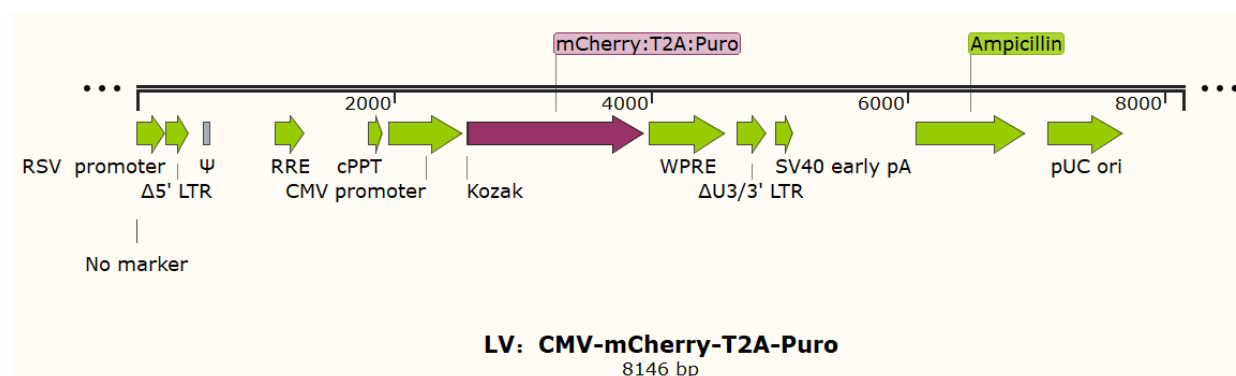 mCherry:T2A:Puro Ampicillin
2000 4000 6000 8000
RSV promoter Ψ RRE cPPT WPRE SV40 early pA pUC ori
Δ5' LTR CMV promoter Kozak ΔU3/3' LTR
No marker
LV: CMV-mCherry-T2A-Puro
8146 bp